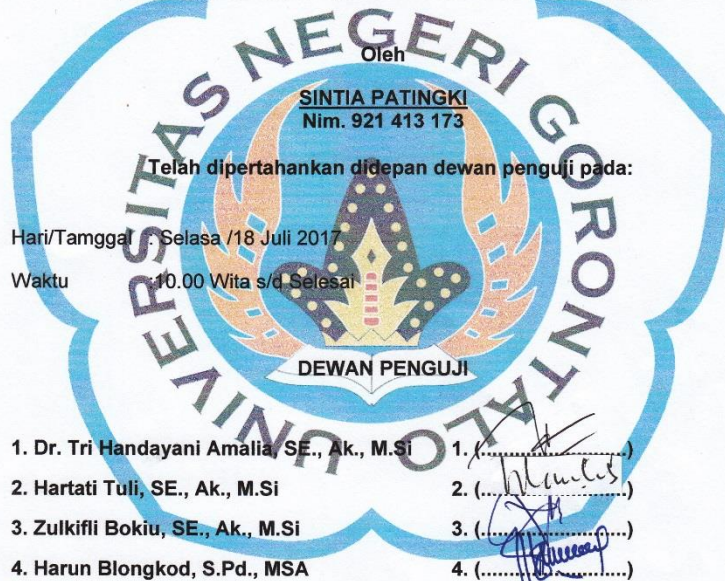 UNIVERSITAS NEGERI GORONTALO
Oleh
SINTIA PATINGKI
Nim. 921 413 173
Telah dipertahankan didepan dewan penguji pada:
Hari/Tamggal : Selasa /18 Juli 2017
Waktu :10.00 Wita s/d Selesai
DEWAN PENGUJI
1. Dr. Tri Handayani Amalia, SE., Ak., M.Si 1. (........................)
2. Hartati Tuli, SE., Ak., M.Si 2. (........................)
3. Zulkifli Bokiu, SE., Ak., M.Si 3. (........................)
4. Harun Blongkod, S.Pd., MSA 4. (........................)